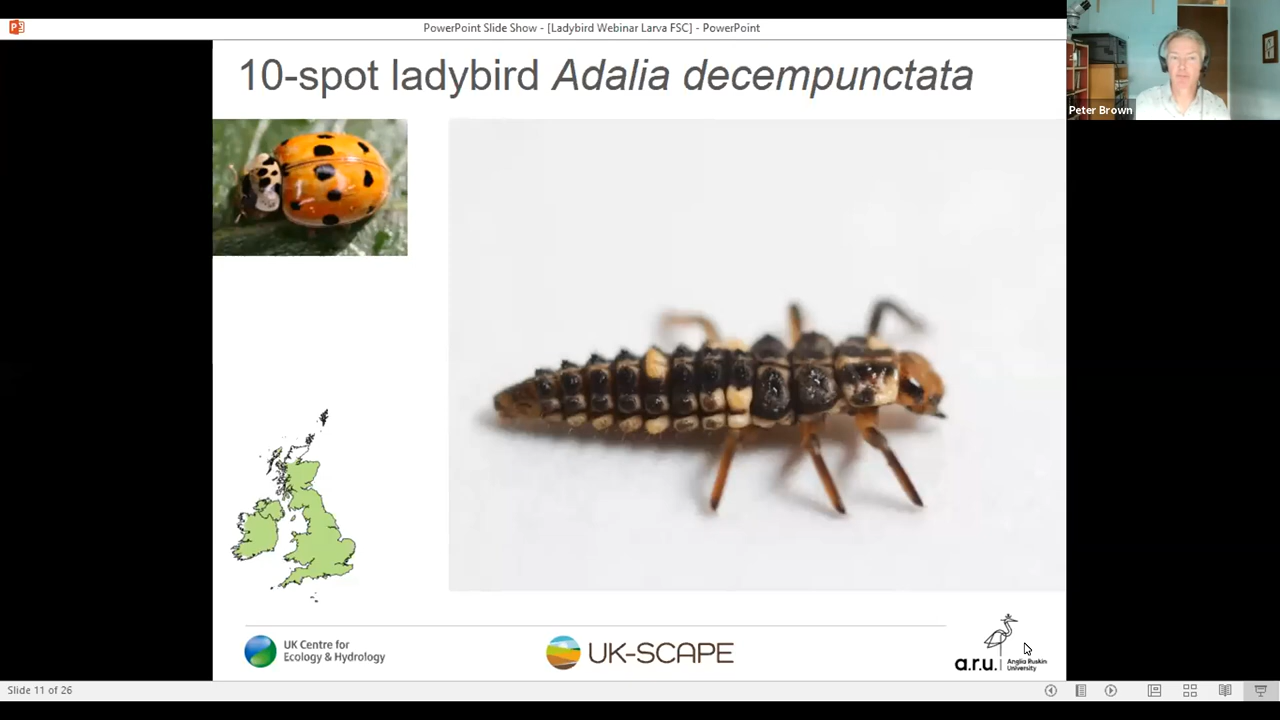 PowerPoint Slide Show - [Ladybird Webinar Larva FSC] - PowerPoint
10-spot ladybird Adalia decempunctata
Peter Brown
UK Centre for
Ecology & Hydrology
UK-SCAPE
a.r.u.
Anglia Ruskin
University
Slide 11 of 26